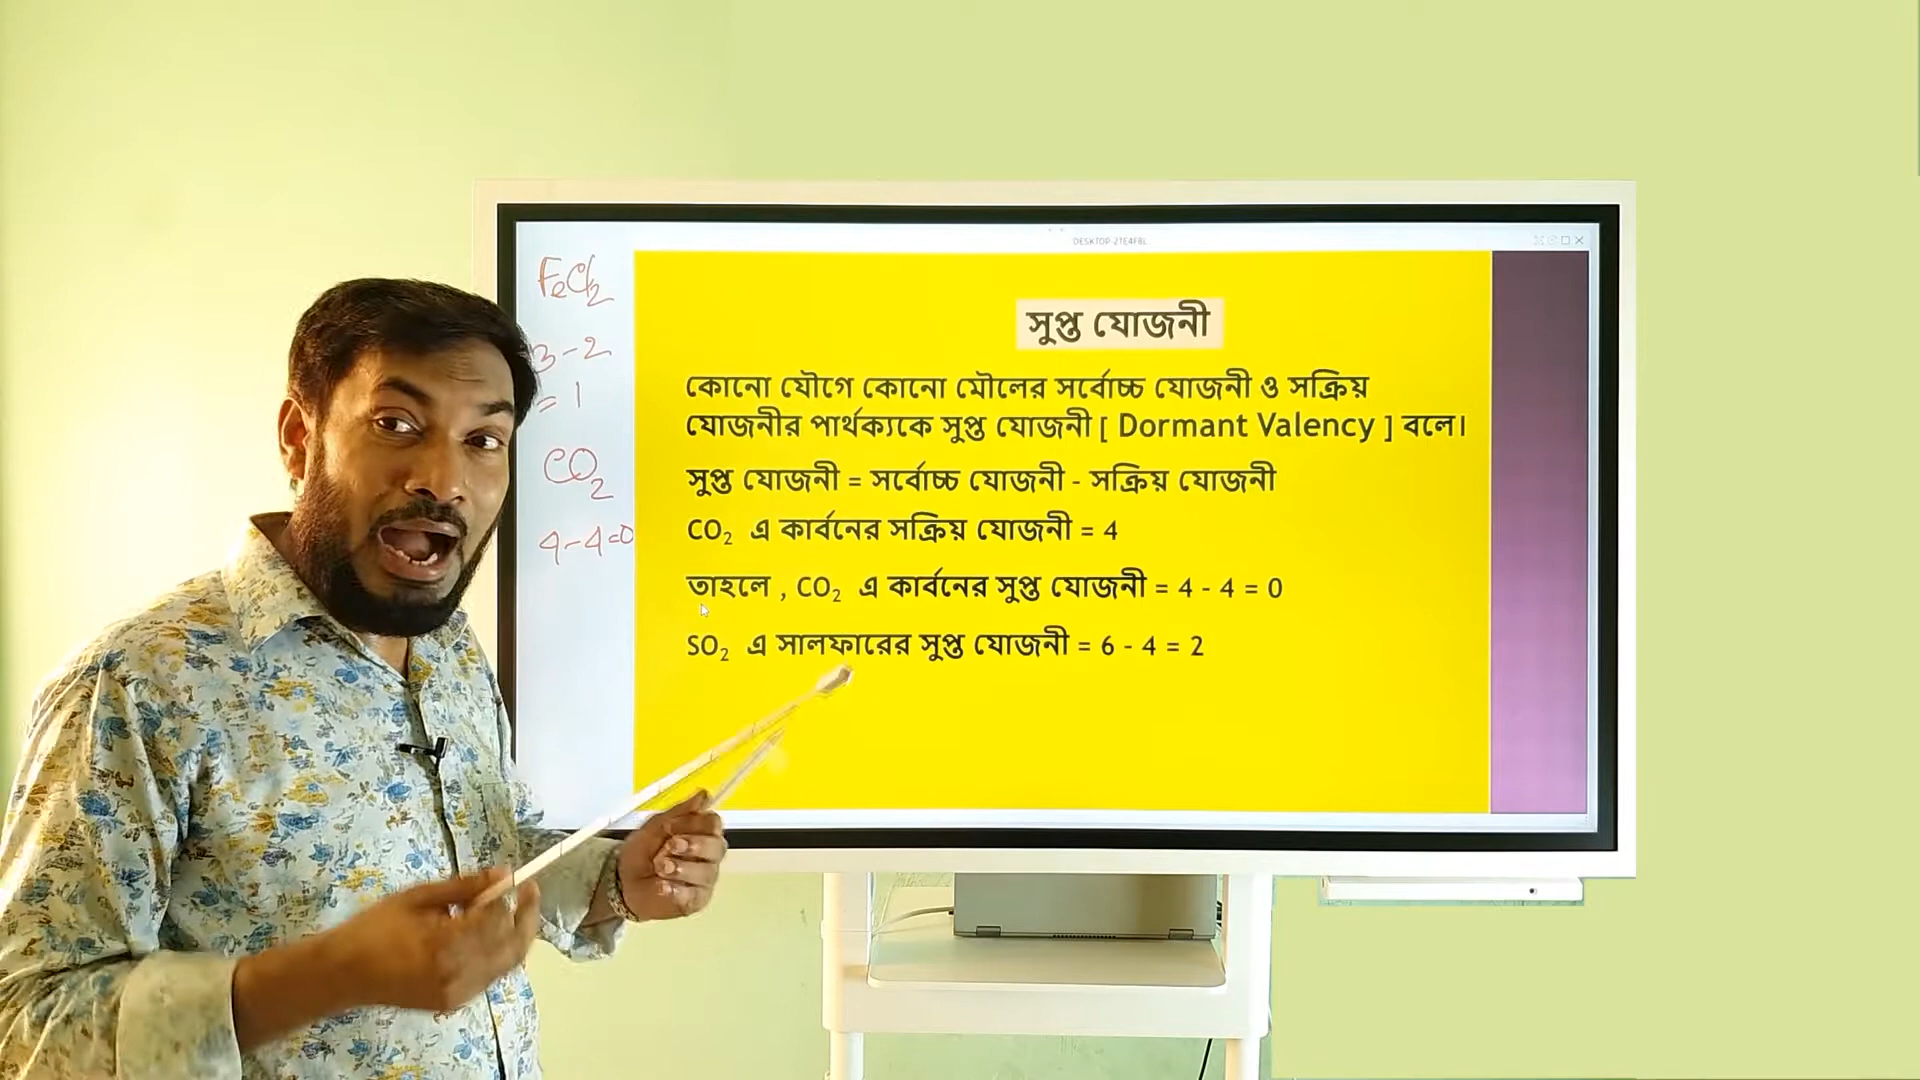 DESKTOP-2TE4F8L
FeCl₂
3-2
= 1
CO₂
4-4=0
সুপ্ত যোজনী
কোনো যৌগে কোনো মৌলের সর্বোচ্চ যোজনী ও সক্রিয়
যোজনীর পার্থক্যকে সুপ্ত যোজনী [ Dormant Valency ] বলে।
সুপ্ত যোজনী = সর্বোচ্চ যোজনী - সক্রিয় যোজনী
CO₂ এ কার্বনের সক্রিয় যোজনী = 4
তাহলে , CO₂ এ কার্বনের সুপ্ত যোজনী = 4 - 4 = 0
SO₂ এ সালফারের সুপ্ত যোজনী = 6 - 4 = 2